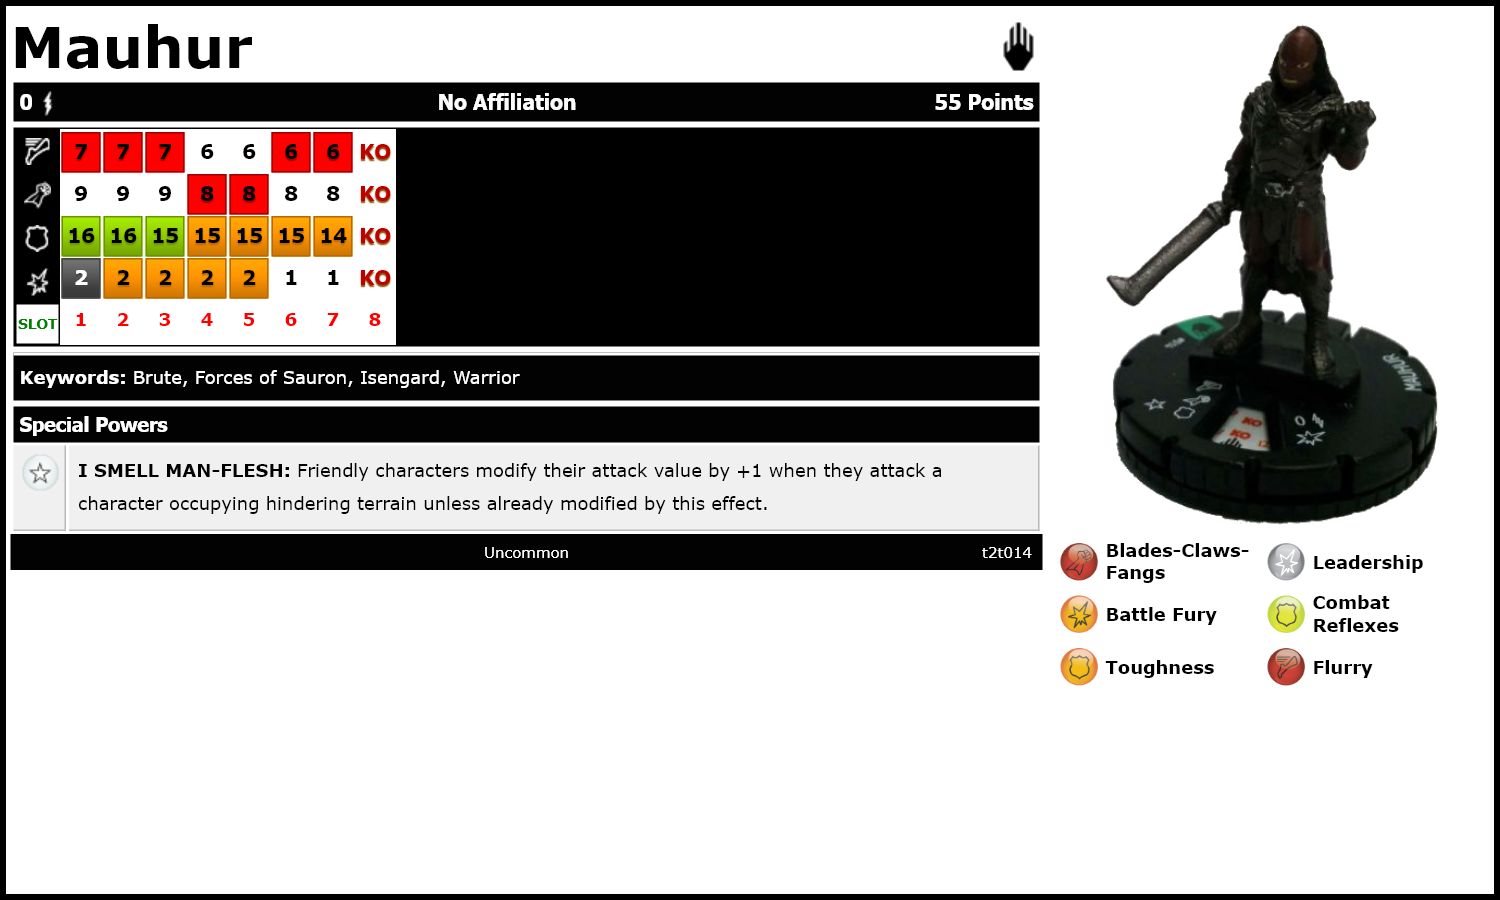 Mauhur
0 No Affiliation 55 Points
7 7 7 6 6 6 6 KO
9 9 9 8 8 8 8 KO
16 16 15 15 15 15 14 KO
2 2 2 2 2 1 1 KO
SLOT 1 2 3 4 5 6 7 8
Keywords: Brute, Forces of Sauron, Isengard, Warrior
Special Powers
I SMELL MAN-FLESH: Friendly characters modify their attack value by +1 when they attack a
character occupying hindering terrain unless already modified by this effect.
Uncommon t2t014
MAUHUR
0
KO
KO
12
Blades-Claws-
Fangs
Leadership
Battle Fury
Combat
Reflexes
Toughness
Flurry